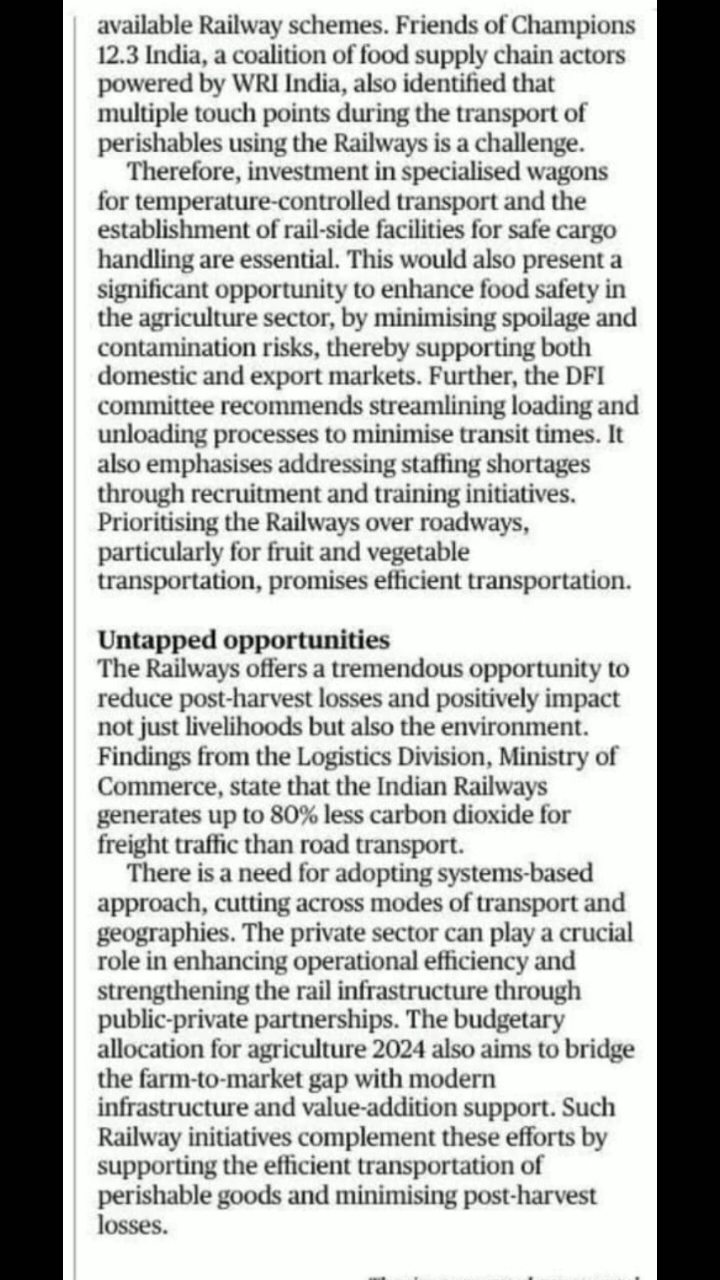 available Railway schemes. Friends of Champions
12.3 India, a coalition of food supply chain actors
powered by WRI India, also identified that
multiple touch points during the transport of
perishables using the Railways is a challenge.
Therefore, investment in specialised wagons
for temperature-controlled transport and the
establishment of rail-side facilities for safe cargo
handling are essential. This would also present a
significant opportunity to enhance food safety in
the agriculture sector, by minimising spoilage and
contamination risks, thereby supporting both
domestic and export markets. Further, the DFI
committee recommends streamlining loading and
unloading processes to minimise transit times. It
also emphasises addressing staffing shortages
through recruitment and training initiatives.
Prioritising the Railways over roadways,
particularly for fruit and vegetable
transportation, promises efficient transportation.
Untapped opportunities
The Railways offers a tremendous opportunity to
reduce post-harvest losses and positively impact
not just livelihoods but also the environment.
Findings from the Logistics Division, Ministry of
Commerce, state that the Indian Railways
generates up to 80% less carbon dioxide for
freight traffic than road transport.
There is a need for adopting systems-based
approach, cutting across modes of transport and
geographies. The private sector can play a crucial
role in enhancing operational efficiency and
strengthening the rail infrastructure through
public-private partnerships. The budgetary
allocation for agriculture 2024 also aims to bridge
the farm-to-market gap with modern
infrastructure and value-addition support. Such
Railway initiatives complement these efforts by
supporting the efficient transportation of
perishable goods and minimising post-harvest
losses.